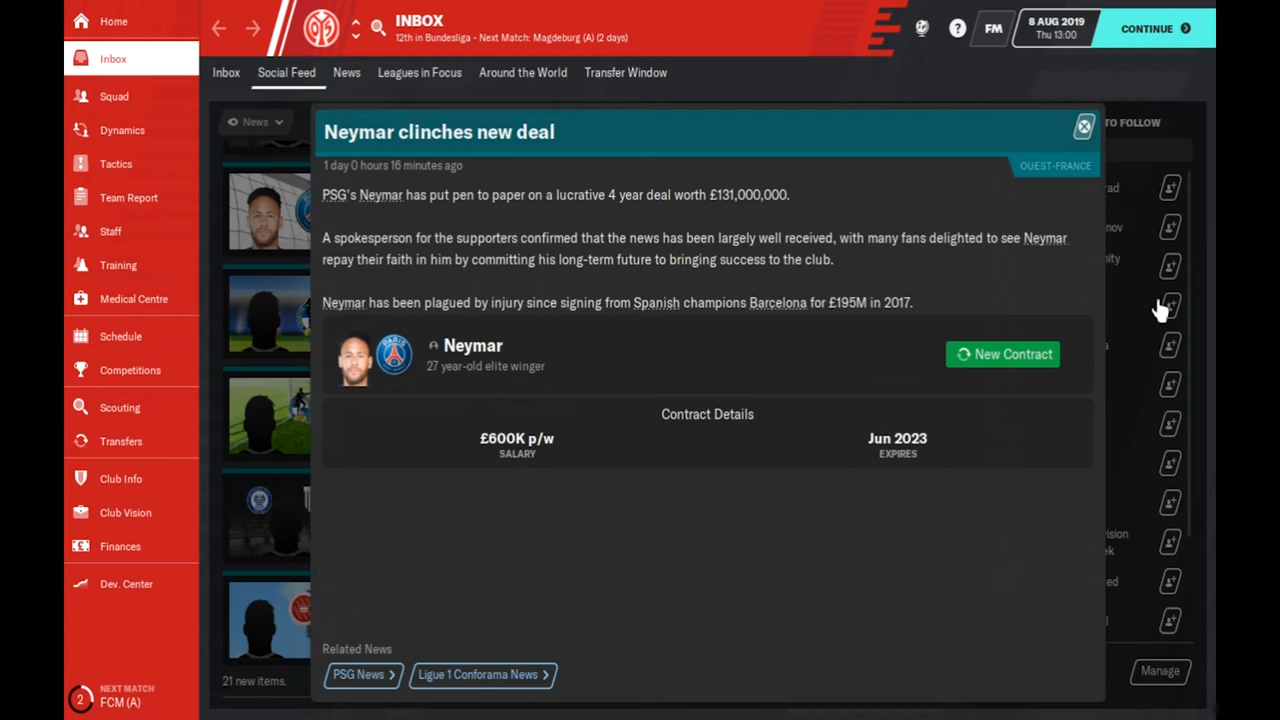 Home
INBOX
12th in Bundesliga - Next Match: Magdeburg (A) (2 days)
?
FM
8 AUG 2019
Thu 13:00
CONTINUE
Inbox
Squad
Dynamics
Tactics
Team Report
Staff
Training
Medical Centre
Schedule
Competitions
Scouting
Transfers
Club Info
Club Vision
Finances
Dev. Center
2
NEXT MATCH
FCM (A)
Inbox
Social Feed
News
Leagues in Focus
Around the World
Transfer Window
News
Neymar clinches new deal
TO FOLLOW
1 day 0 hours 16 minutes ago
OUEST-FRANCE
PSG's Neymar has put pen to paper on a lucrative 4 year deal worth £131,000,000.
A spokesperson for the supporters confirmed that the news has been largely well received, with many fans delighted to see Neymar
repay their faith in him by committing his long-term future to bringing success to the club.
Neymar has been plagued by injury since signing from Spanish champions Barcelona for £195M in 2017.
Neymar
27 year-old elite winger
New Contract
Contract Details
£600K p/w
SALARY
Jun 2023
EXPIRES
Related News
PSG News
Ligue 1 Conforama News
21 new items.
Manage